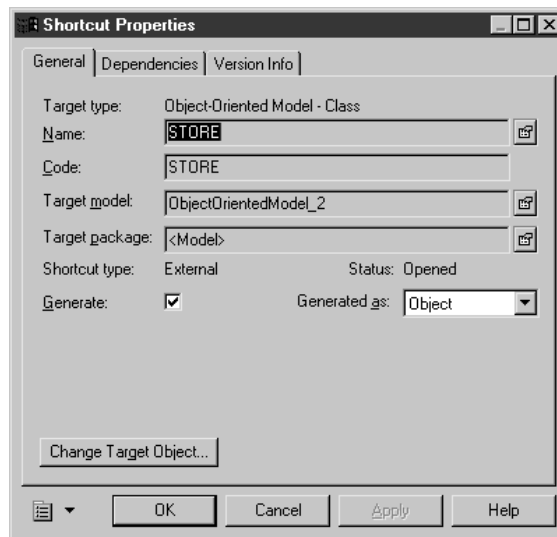 Shortcut Properties
General Dependencies Version Info
Target type: Object-Oriented Model - Class
Name: STORE
Code: STORE
Target model: ObjectOrientedModel_2
Target package: <Model>
Shortcut type: External Status: Opened
Generate: Generated as: Object
Change Target Object...
OK Cancel Apply Help